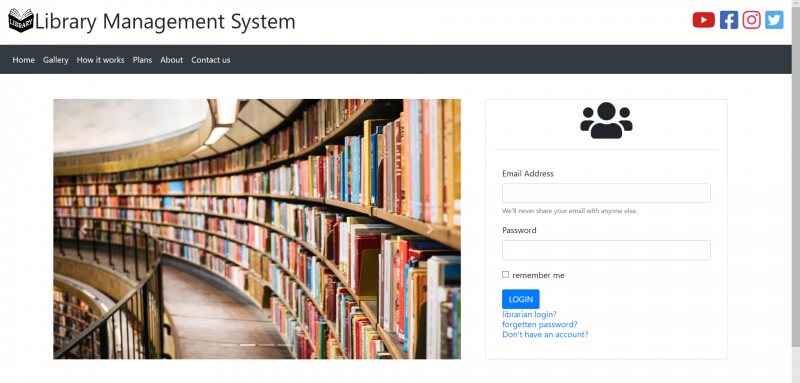 LIBRARY
Library Management System
Home Gallery How it works Plans About Contact us
Email Address
We'll never share your email with anyone else.
Password
remember me
LOGIN
librarian login?
forgetten password?
Don't have an account?